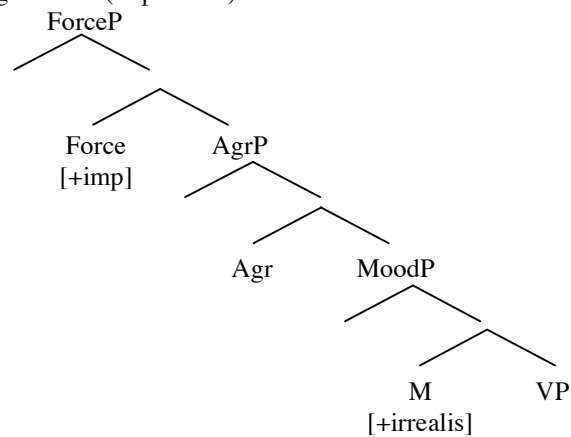 ForceP
Force AgrP
[+imp]
Agr MoodP
M VP
[+irrealis]